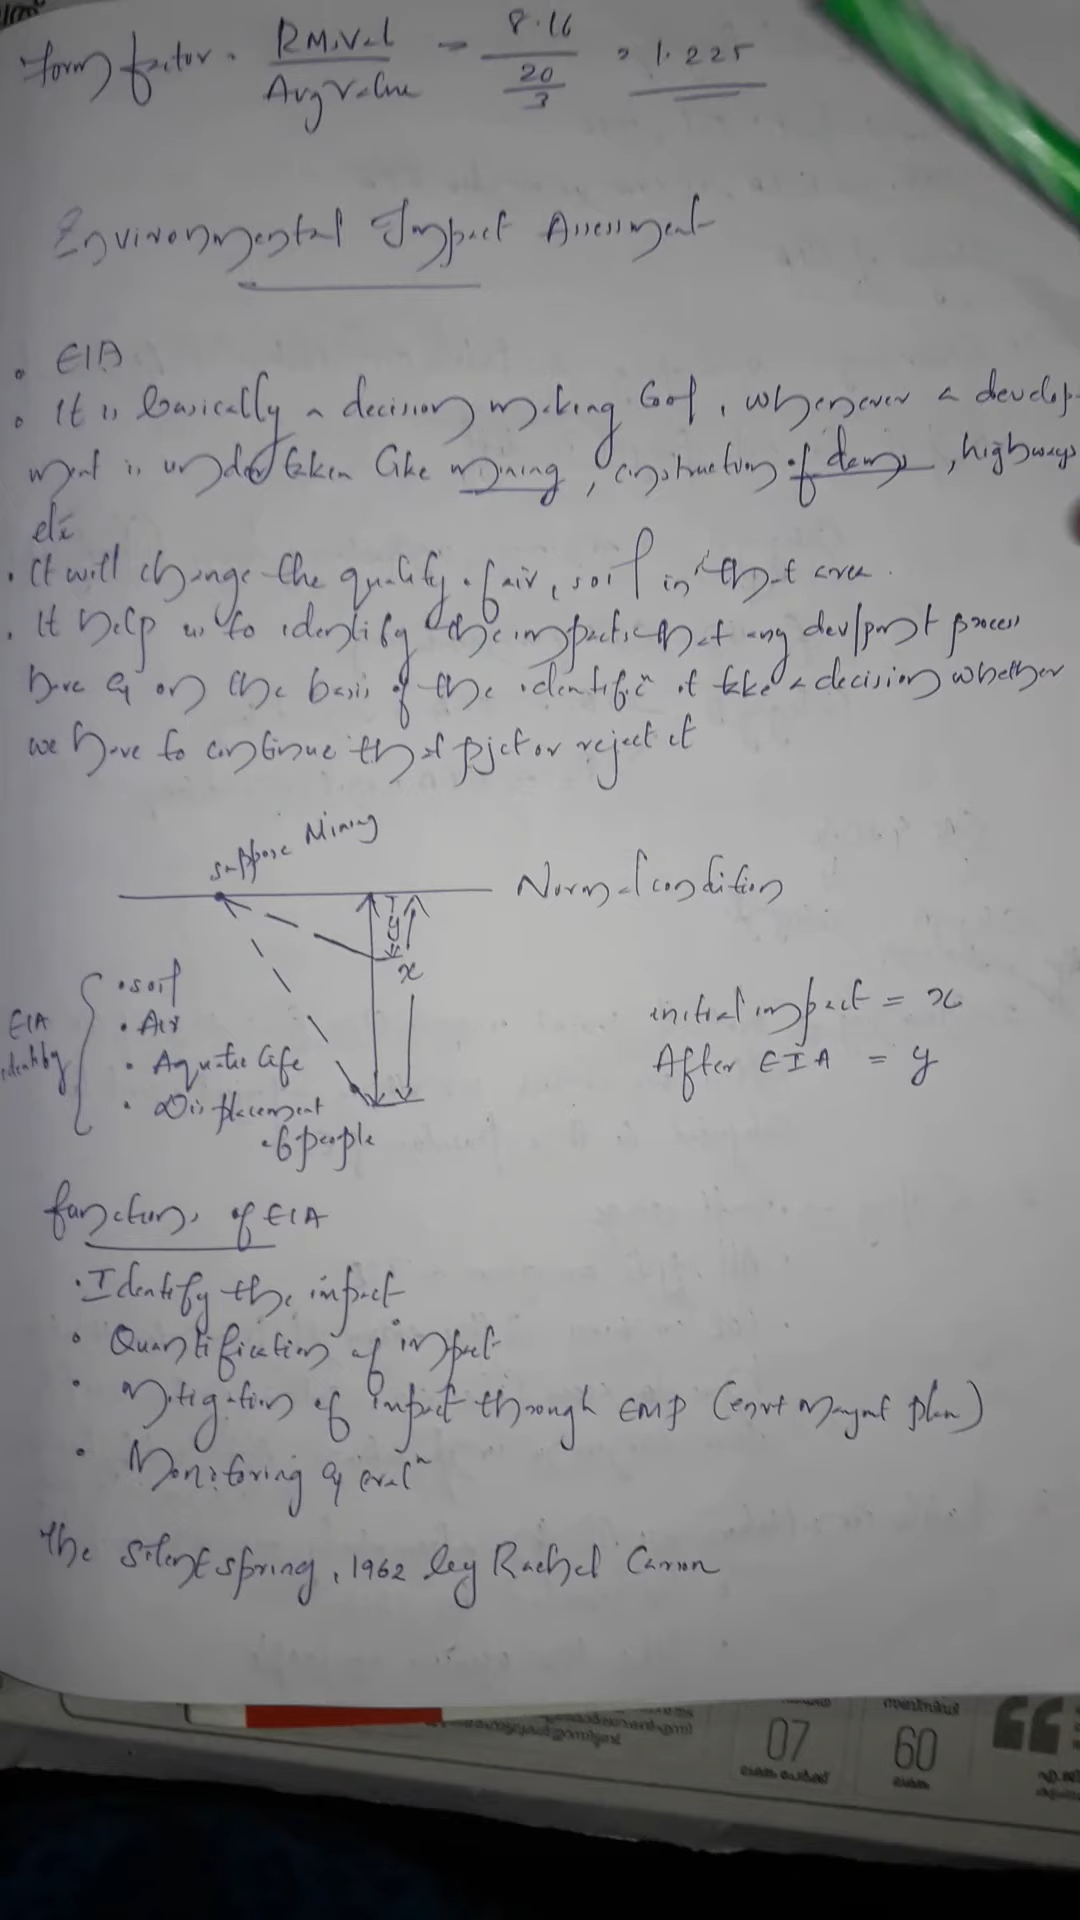 Form factor = RMS Val / Avg Value = 8.16 / 20/3 = 1.225
Environmental Impact Assessment
• EIA
• It is basically a decision making tool, whenever a develop-
ment is undertaken like mining, construction of dams, highways
etc
• It will change the quality of air, soil in that area.
• It help us to identify the impacts that any devlpmnt process
have & on the basis of the identificn it take a decision whether
we have to continue that pjct or reject it
suppose Mining
Normal condition
y
x
EIA identify
• soil
• Air
• Aquatic life
• Displacement
of people
initial impact = x
After EIA = y
functions of EIA
• Identify the impact
• Quantification of impact
• Mitigation of impact through EMP (envt Mangmt plan)
• Monitoring & evaln
The Silent spring, 1962 by Rachel Carson
07
60